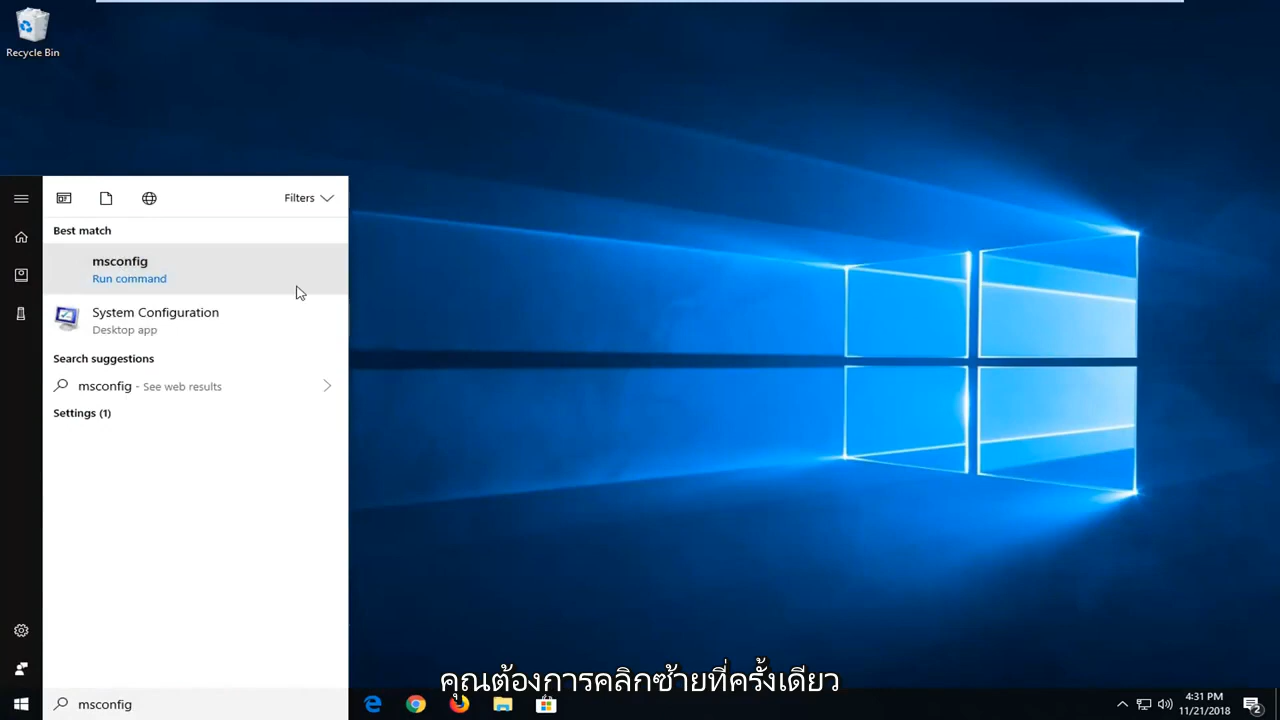 Recycle Bin
Filters
Best match
msconfig
Run command
System Configuration
Desktop app
Search suggestions
msconfig - See web results
Settings (1)
คุณต้องการคลิกซ้ายที่ครั้งเดียว
msconfig
4:31 PM
11/21/2018
2